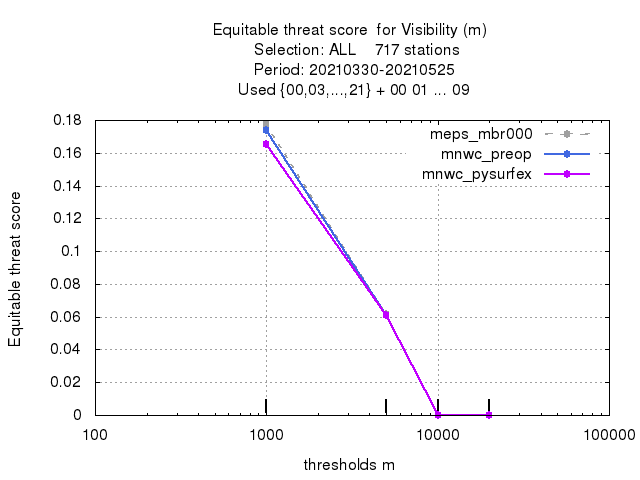 Equitable threat score  for Visibility (m)
Selection: ALL    717 stations
Period: 20210330-20210525
Used {00,03,...,21} + 00 01 ... 09
meps_mbr000
mnwc_preop
mnwc_pysurfex
Equitable threat score
0.18
0.16
0.14
0.12
0.1
0.08
0.06
0.04
0.02
0
100
1000
10000
100000
thresholds m